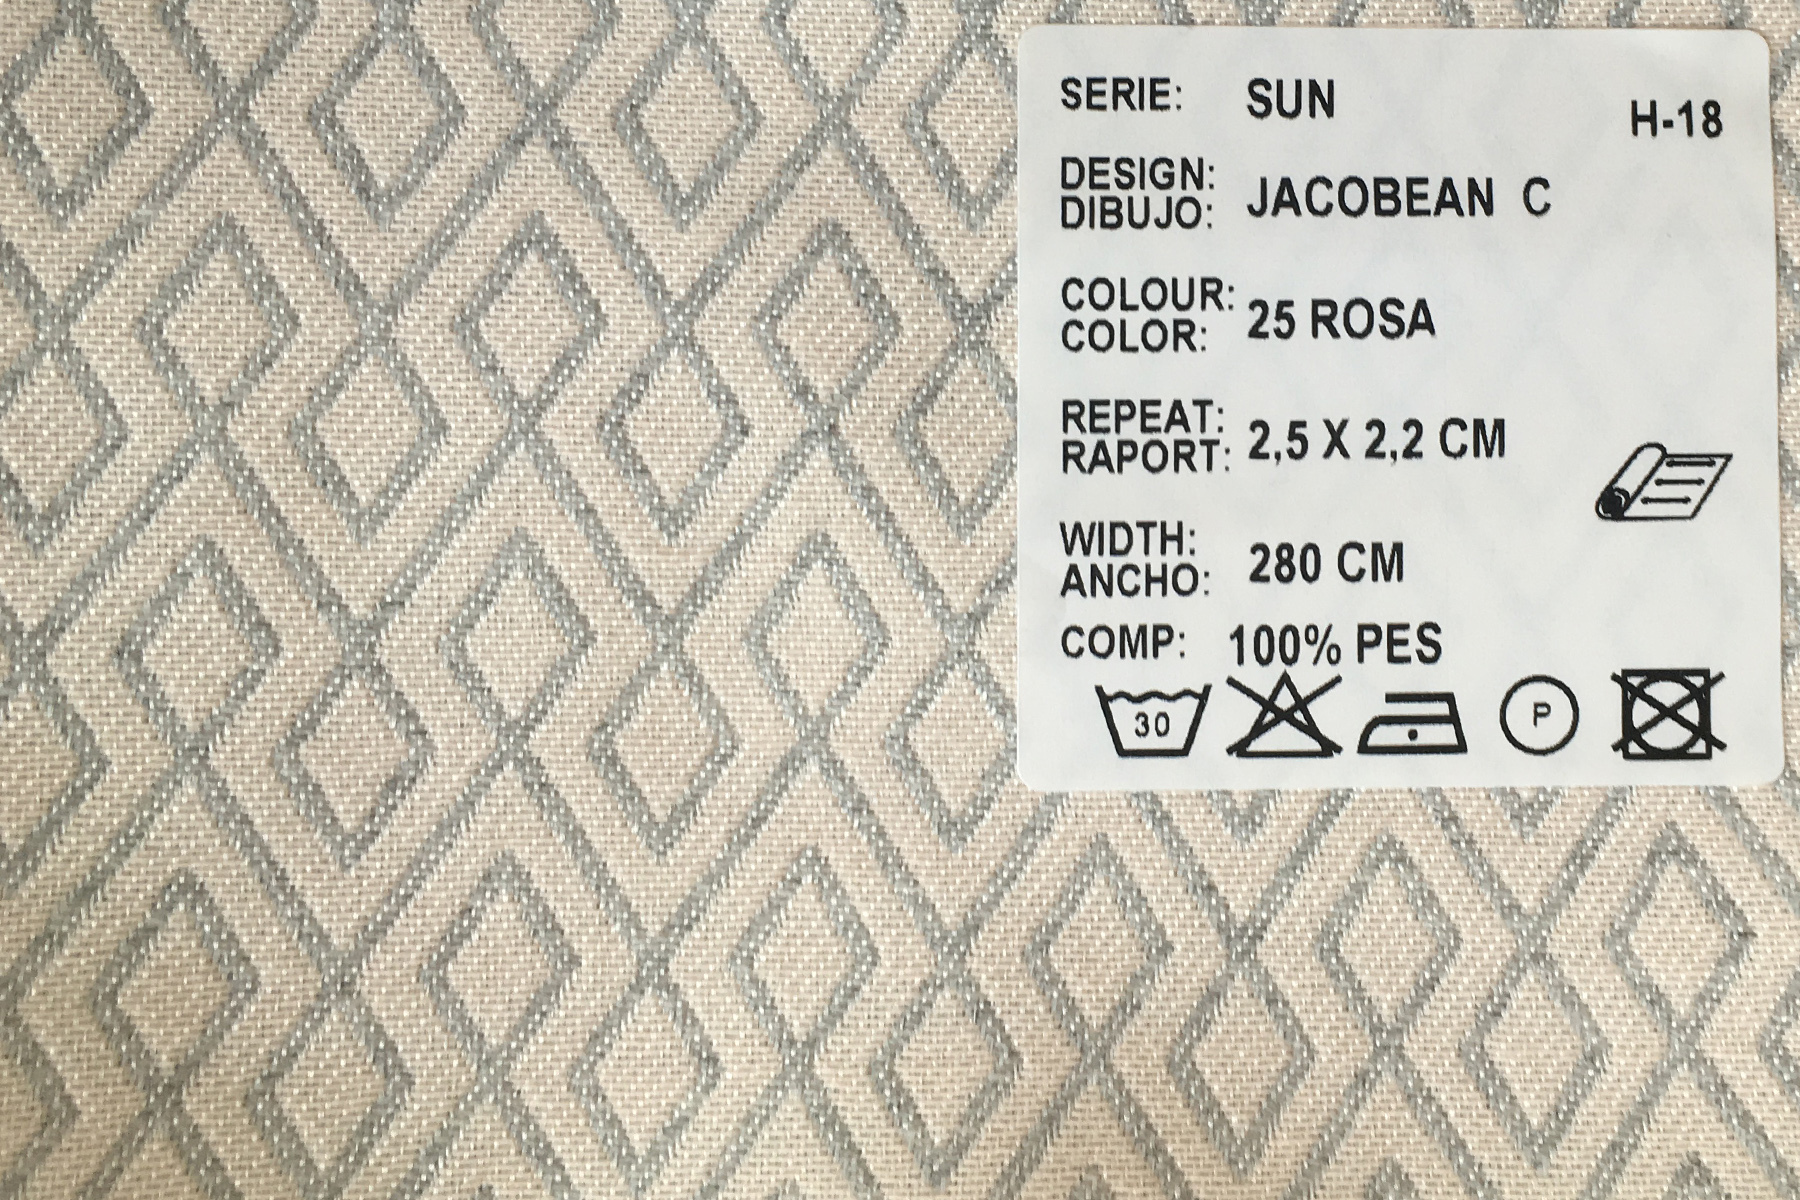 SERIE: SUN
H-18
DESIGN:
DIBUJO: JACOBEAN C
COLOUR:
COLOR: 25 ROSA
REPEAT:
RAPORT: 2,5 X 2,2 CM
WIDTH:
ANCHO: 280 CM
COMP: 100% PES
30 P